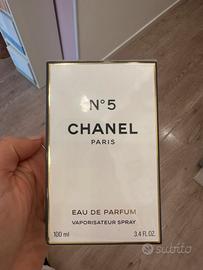 N°5
CHANEL
PARIS
EAU DE PARFUM
VAPORISATEUR SPRAY
100 ml 3.4 FL. OZ.
subito